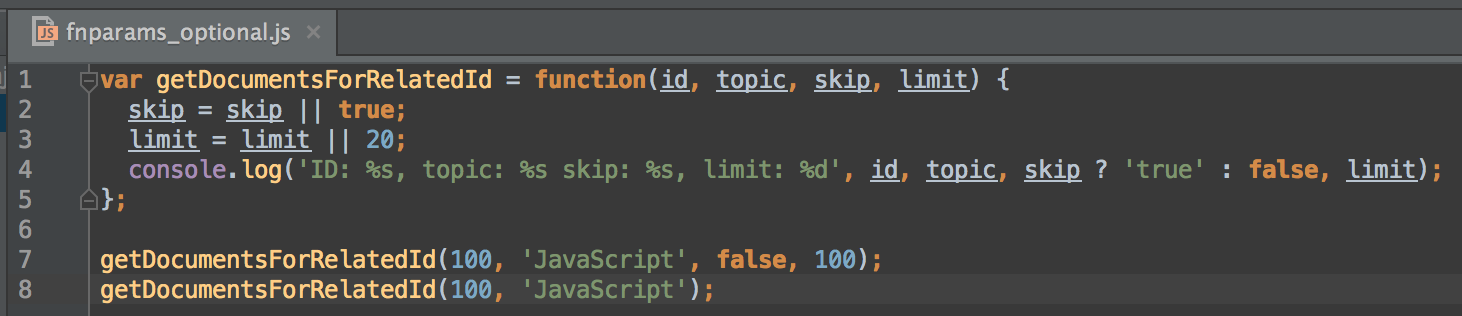 fnparams_optional.js
1 var getDocumentsForRelatedId = function(id, topic, skip, limit) {
2 skip = skip || true;
3 limit = limit || 20;
4 console.log('ID: %s, topic: %s skip: %s, limit: %d', id, topic, skip ? 'true' : false, limit);
5 };
6
7 getDocumentsForRelatedId(100, 'JavaScript', false, 100);
8 getDocumentsForRelatedId(100, 'JavaScript');